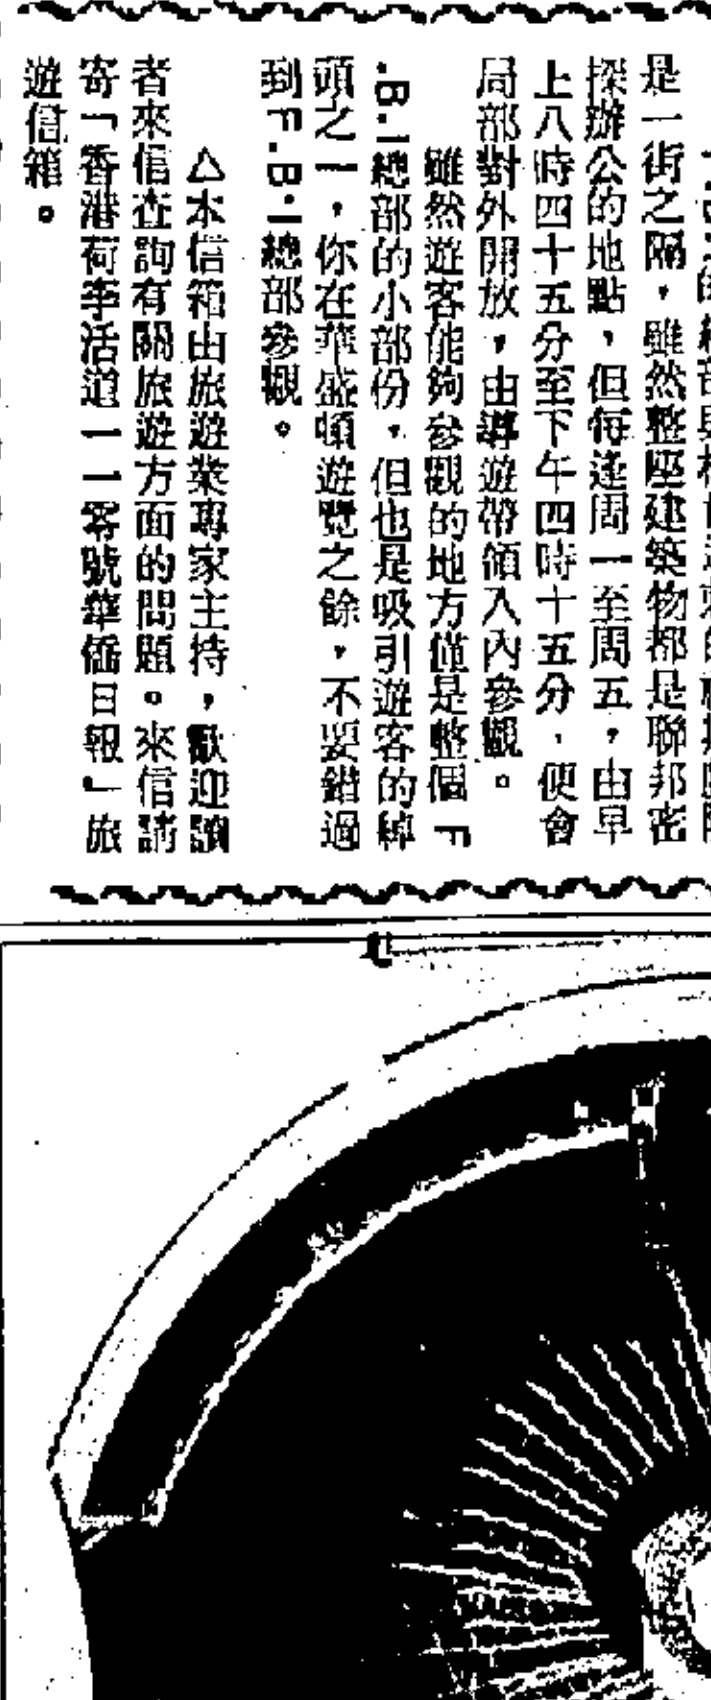 是一街之隔，雖然整座建築物都是聯邦密
探辦公的地點，但每逢周一至周五，由早
上八時四十五分至下午四時十五分，便會
局部對外開放，由導遊帶領入內參觀。
雖然遊客能夠參觀的地方僅是整個F
.B.I總部的小部份，但也是吸引遊客的綽
頭之一，你在華盛頓遊覽之餘，不要錯過
到F.B.I總部參觀。
△本信箱由旅遊業專家主持，歡迎讀
者來信查詢有關旅遊方面的問題。來信請
寄「香港荷李活道一一零號華僑日報」旅
遊信箱。